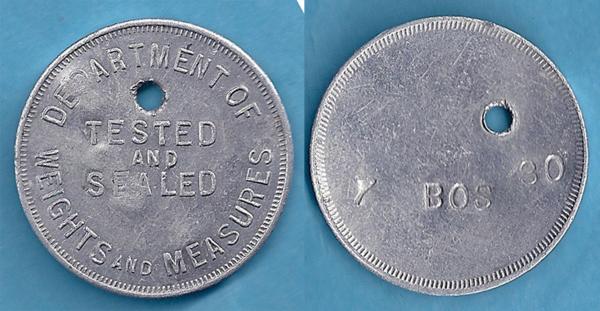 DEPARTMENT OF
TESTED
AND
SEALED
WEIGHTS AND MEASURES
Y BOS 30